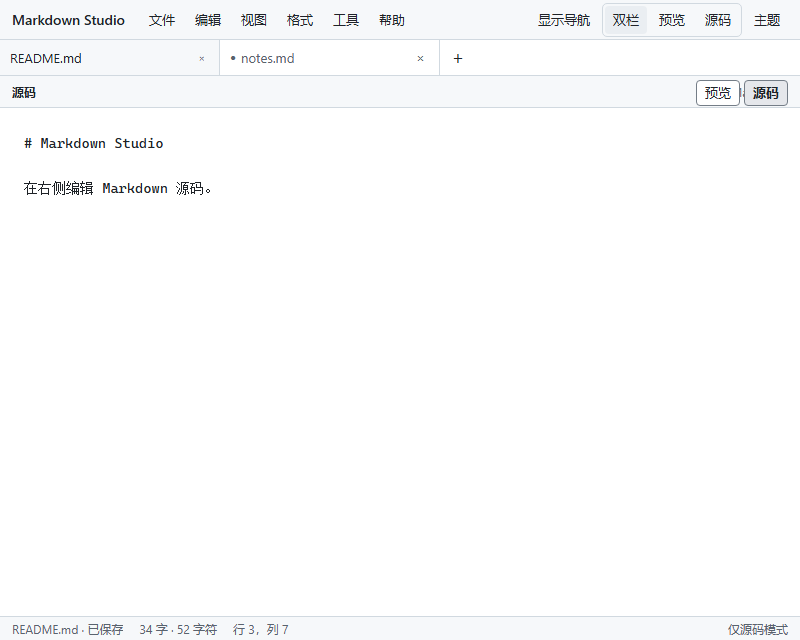 Markdown Studio 文件 编辑 视图 格式 工具 帮助 显示导航 双栏 预览 源码 主题
README.md × • notes.md × +
源码 预览 源码
# Markdown Studio
在右侧编辑 Markdown 源码。
README.md · 已保存 34 字 · 52 字符 行 3，列 7 仅源码模式